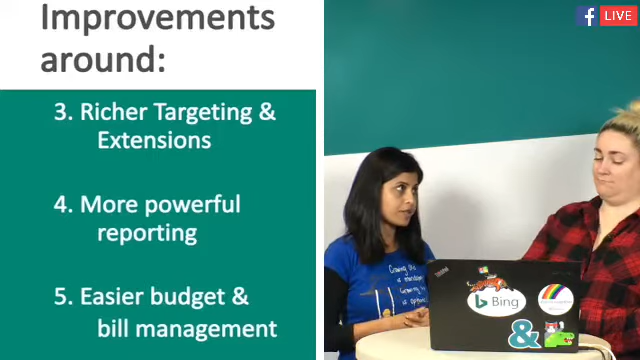 Improvements
around:
3. Richer Targeting &
Extensions
4. More powerful
reporting
5. Easier budget &
bill management
f LIVE
Bing
&